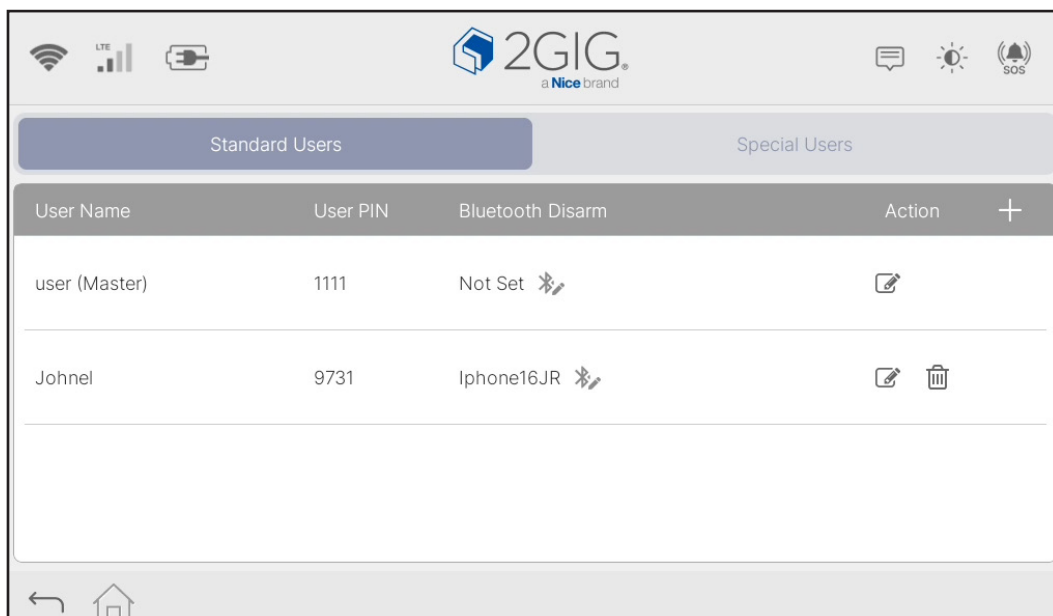 LTE
2GIG®
a Nice brand
SOS
Standard Users Special Users
User Name User PIN Bluetooth Disarm Action
user (Master) 1111 Not Set
Johnel 9731 Iphone16JR